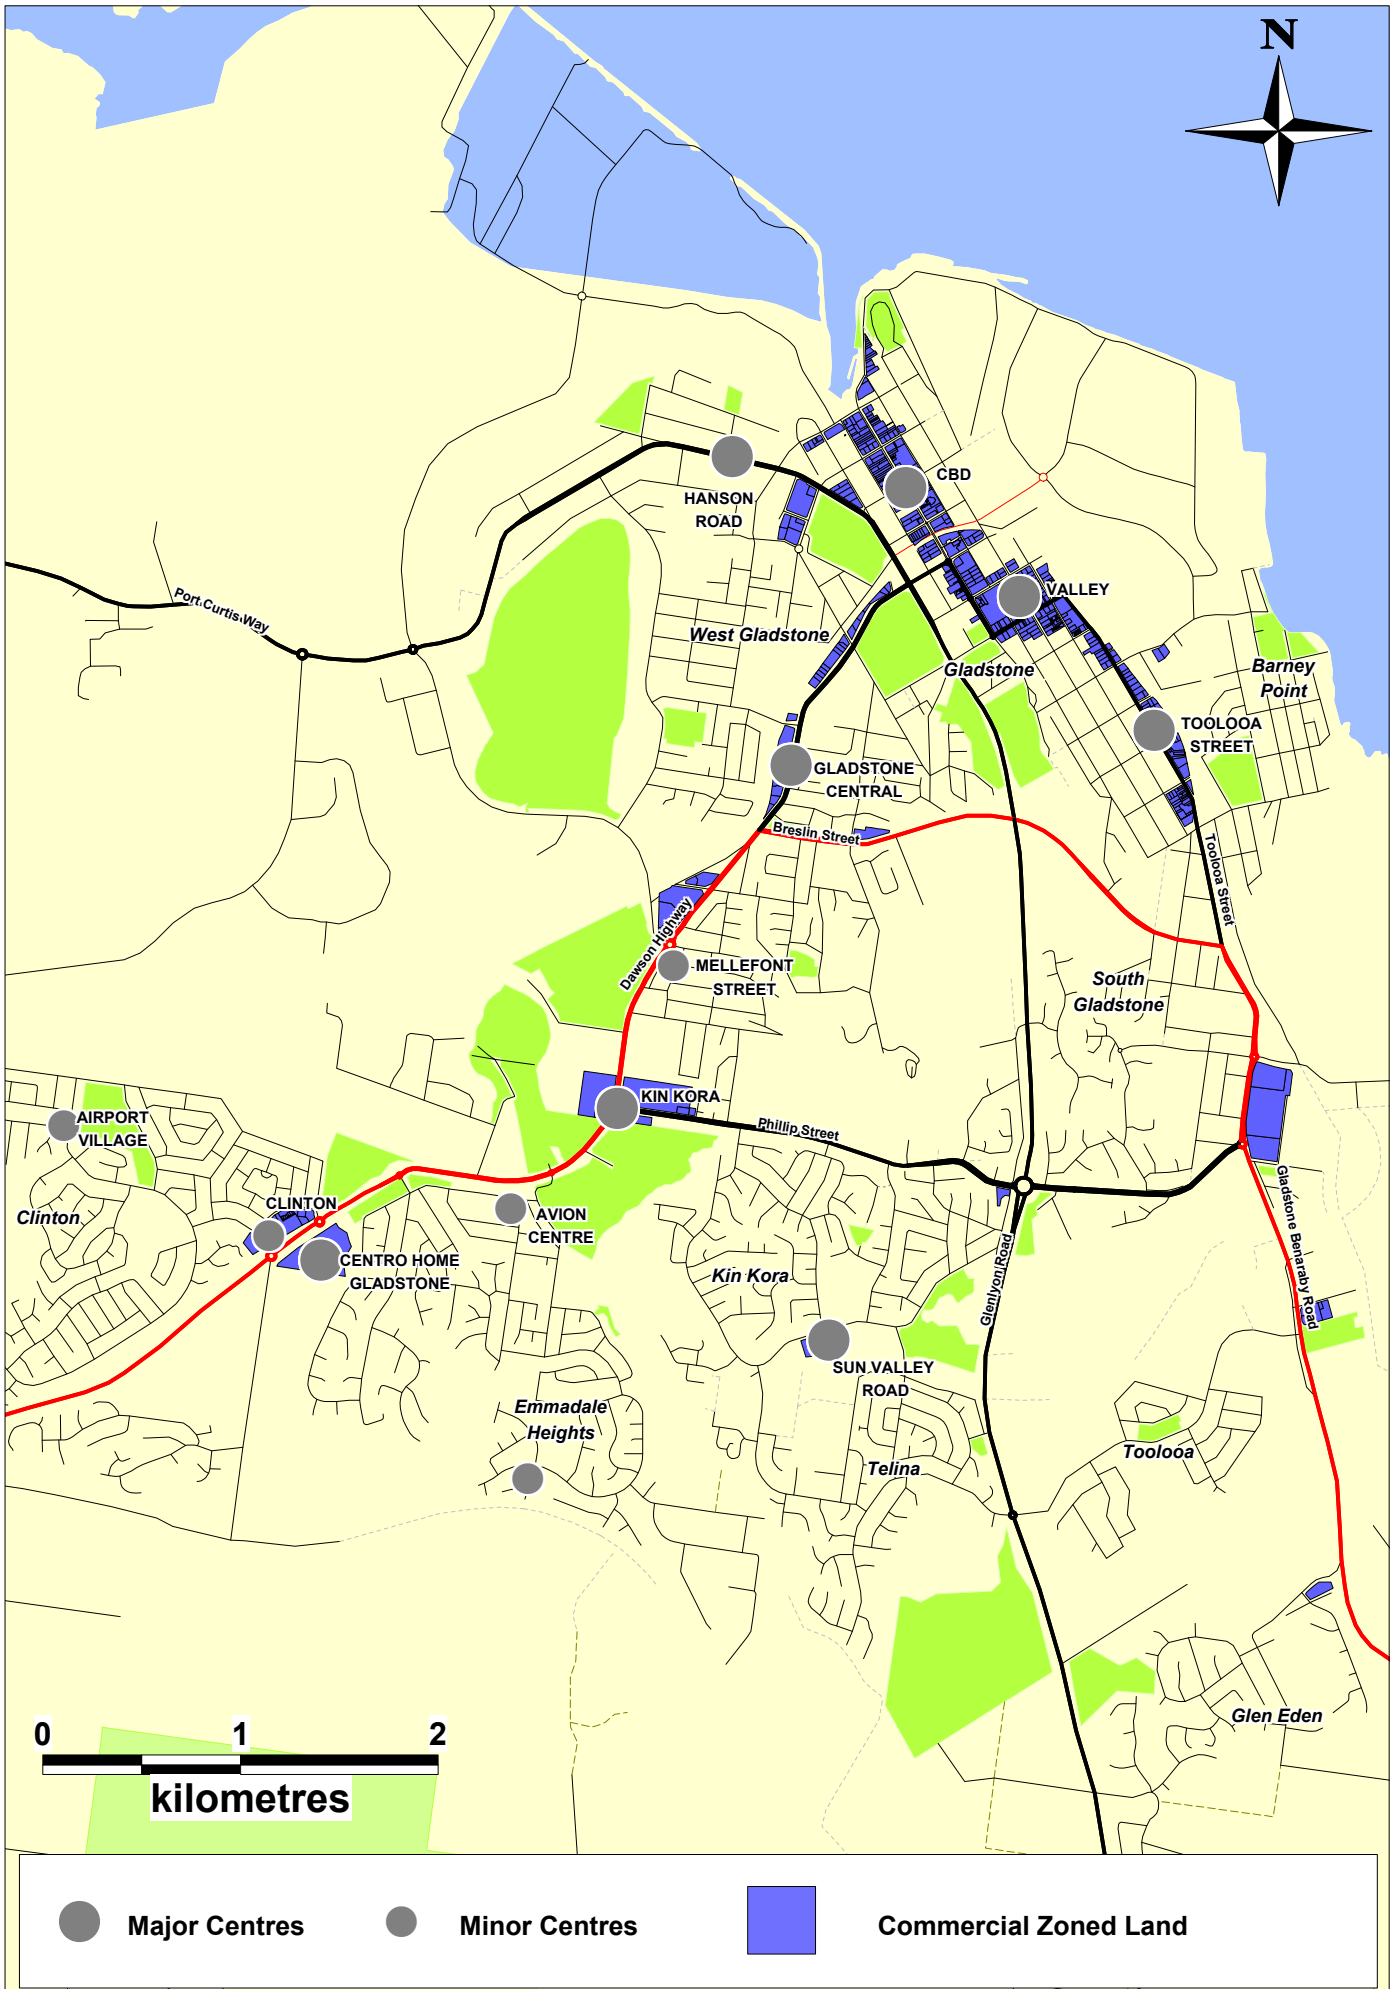 N
CBD
HANSON
ROAD
VALLEY
Port Curtis Way
West Gladstone
Gladstone
Barney
Point
TOOLOOA
STREET
GLADSTONE
CENTRAL
Breslin Street
Toolooa Street
Dawson Highway
MELLEFONT
STREET
South
Gladstone
KIN KORA
AIRPORT
VILLAGE
Phillip Street
CLINTON
Clinton
AVION
CENTRE
Gladstone Benaraby Road
CENTRO HOME
GLADSTONE
Kin Kora
Glenlyon Road
SUN VALLEY
ROAD
Emmadale
Heights
Telina
Toolooa
Glen Eden
0 1 2
kilometres
Major Centres
Minor Centres
Commercial Zoned Land